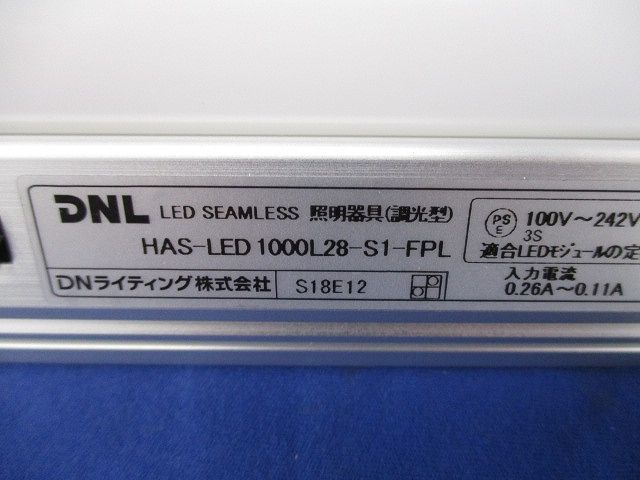 DNL LED SEAMLESS 照明器具(調光型)
HAS-LED 1000L28-S1-FPL
DNライティング株式会社 S18E12
PS
E
3S
100V～242V
適合LEDモジュールの定
入力電流
0.26A～0.11A